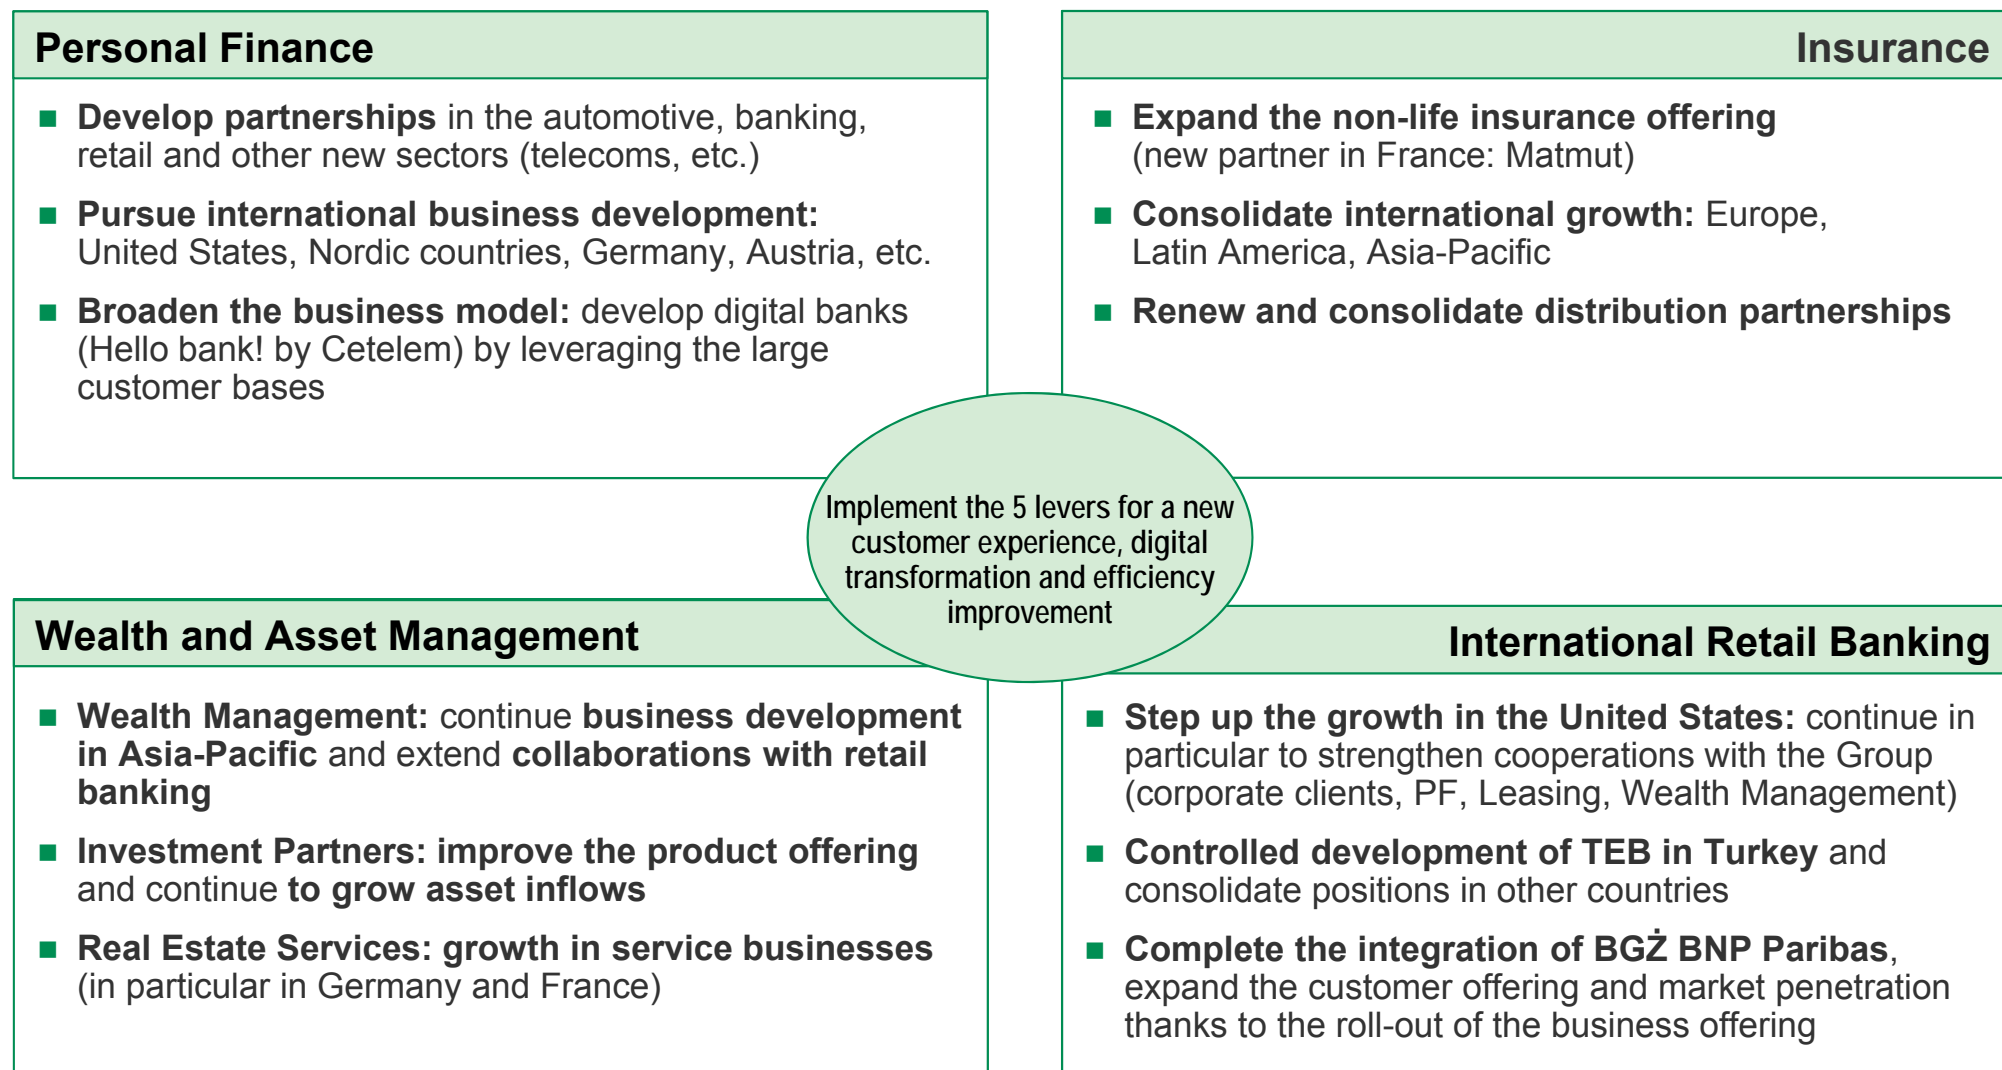 Personal Finance
■ Develop partnerships in the automotive, banking,
retail and other new sectors (telecoms, etc.)
■ Pursue international business development:
United States, Nordic countries, Germany, Austria, etc.
■ Broaden the business model: develop digital banks
(Hello bank! by Cetelem) by leveraging the large
customer bases
Insurance
■ Expand the non-life insurance offering
(new partner in France: Matmut)
■ Consolidate international growth: Europe,
Latin America, Asia-Pacific
■ Renew and consolidate distribution partnerships
Implement the 5 levers for a new
customer experience, digital
transformation and efficiency
improvement
Wealth and Asset Management
■ Wealth Management: continue business development
in Asia-Pacific and extend collaborations with retail
banking
■ Investment Partners: improve the product offering
and continue to grow asset inflows
■ Real Estate Services: growth in service businesses
(in particular in Germany and France)
International Retail Banking
■ Step up the growth in the United States: continue in
particular to strengthen cooperations with the Group
(corporate clients, PF, Leasing, Wealth Management)
■ Controlled development of TEB in Turkey and
consolidate positions in other countries
■ Complete the integration of BGŻ BNP Paribas,
expand the customer offering and market penetration
thanks to the roll-out of the business offering